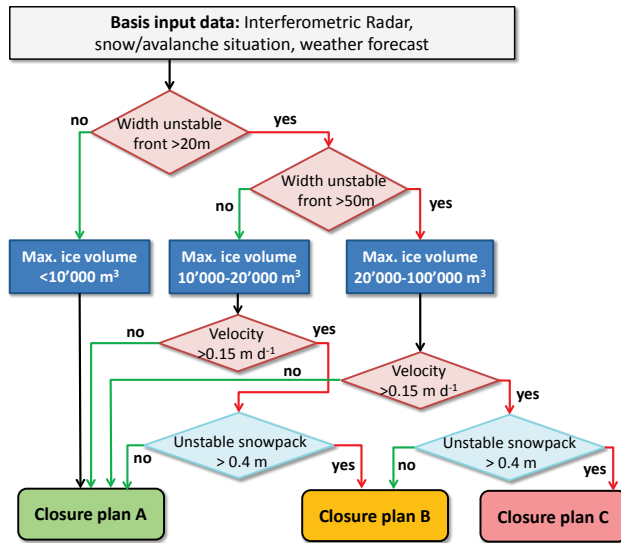 Basis input data: Interferometric Radar,
snow/avalanche situation, weather forecast
no
Width unstable
front >20m
yes
Width unstable
front >50m
no
yes
Max. ice volume
<10’000 m³
Max. ice volume
10’000-20’000 m³
Max. ice volume
20’000-100’000 m³
no
Velocity
>0.15 m d⁻¹
yes
no
Velocity
>0.15 m d⁻¹
yes
Unstable snowpack
> 0.4 m
no
yes
Unstable snowpack
> 0.4 m
no
yes
Closure plan A
Closure plan B
Closure plan C